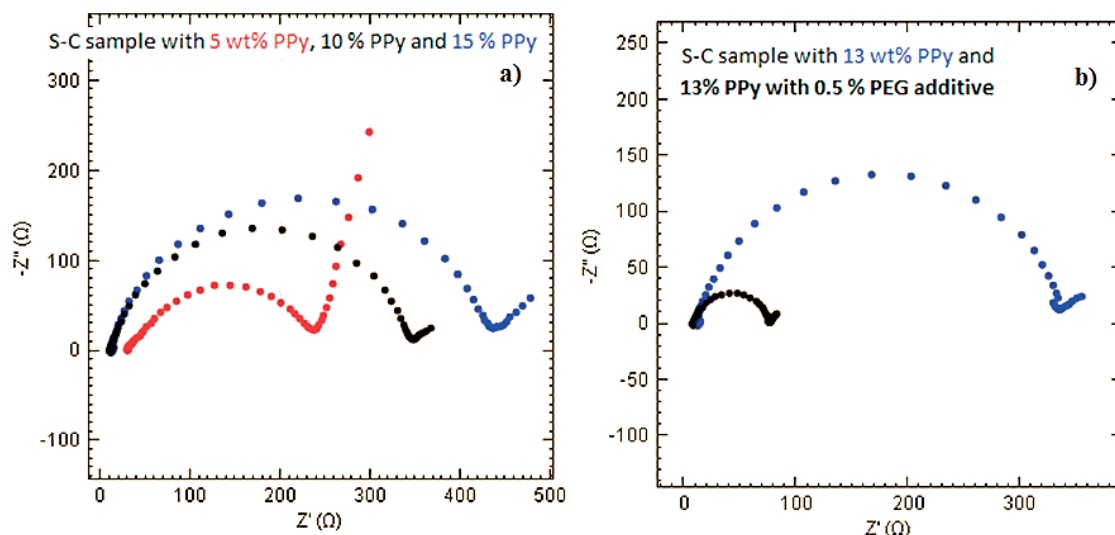 S-C sample with 5 wt% PPy, 10 % PPy and 15 % PPy
a)
300
200
100
0
-100
-Z" (Ω)
0 100 200 300 400 500
Z' (Ω)
S-C sample with 13 wt% PPy and
13% PPy with 0.5 % PEG additive
b)
250
200
150
100
50
0
-50
-100
-Z" (Ω)
0 100 200 300
Z' (Ω)